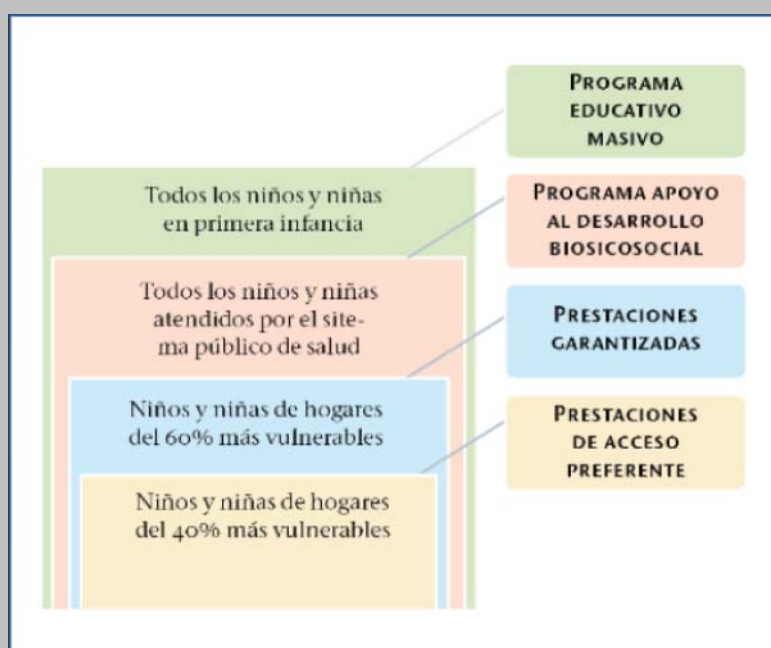 PROGRAMA
EDUCATIVO
MASIVO
Todos los niños y niñas
en primera infancia
PROGRAMA APOYO
AL DESARROLLO
BIOSICOSOCIAL
Todos los niños y niñas
atendidos por el site-
ma público de salud
PRESTACIONES
GARANTIZADAS
Niños y niñas de hogares
del 60% más vulnerables
PRESTACIONES
DE ACCESO
PREFERENTE
Niños y niñas de hogares
del 40% más vulnerables